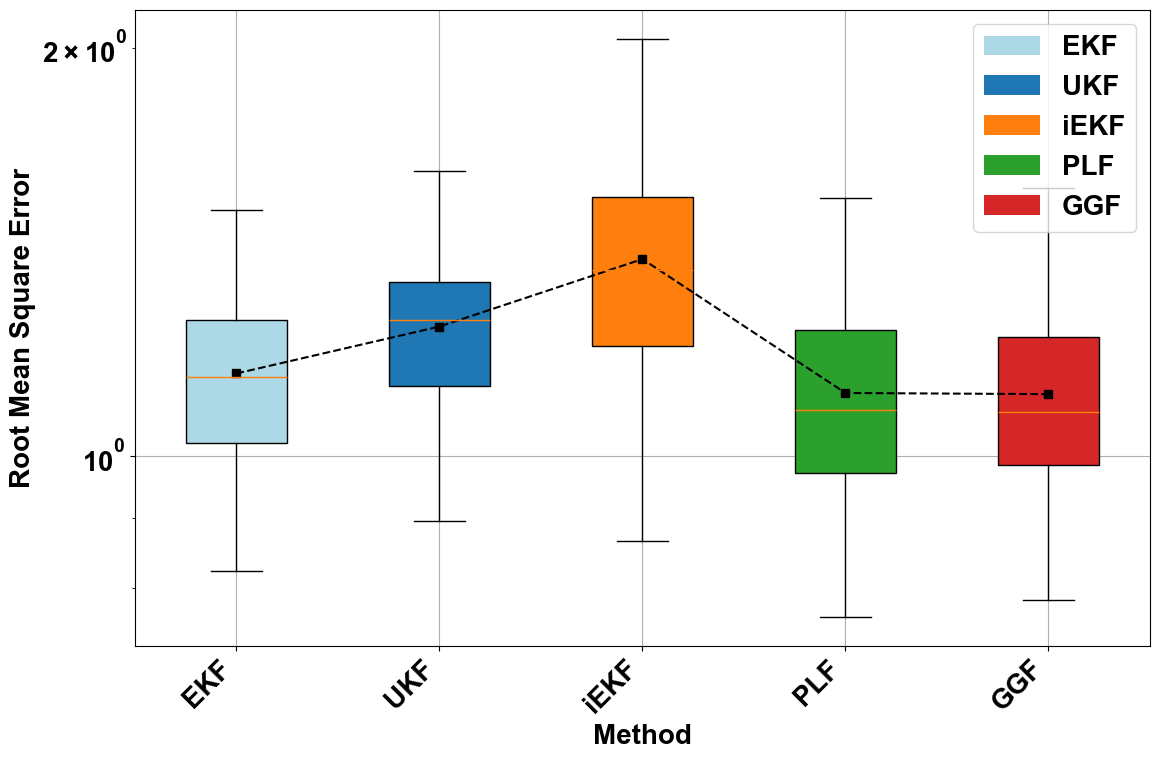 Root Mean Square Error
2 × 10⁰
10⁰
EKF
UKF
iEKF
PLF
GGF
EKF
UKF
iEKF
PLF
GGF
Method